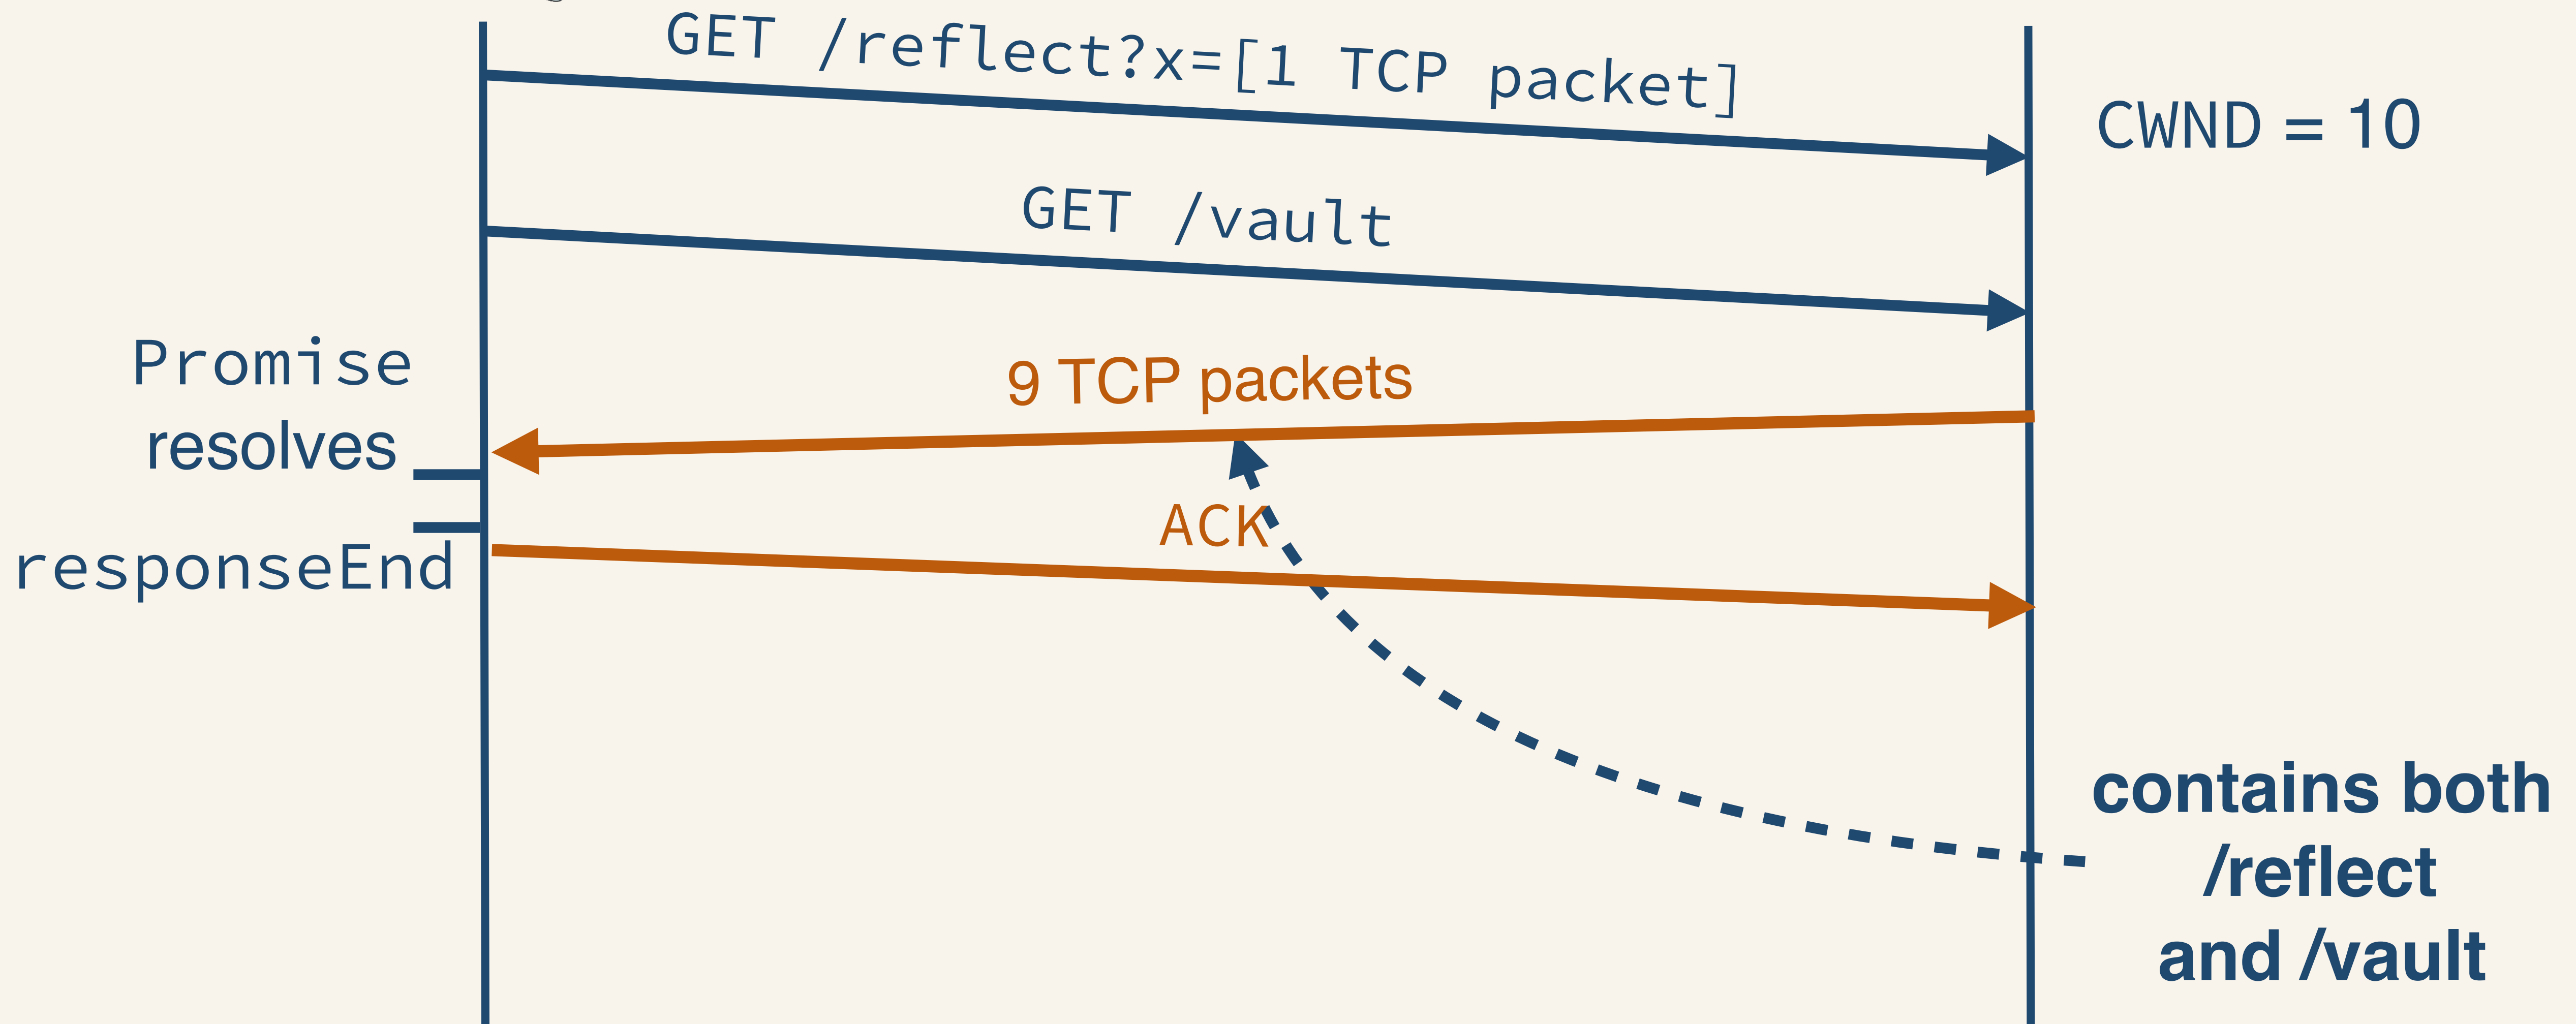 GET /reflect?x=[1 TCP packet]
CWND = 10
GET /vault
Promise
resolves
9 TCP packets
ACK
responseEnd
contains both
/reflect
and /vault